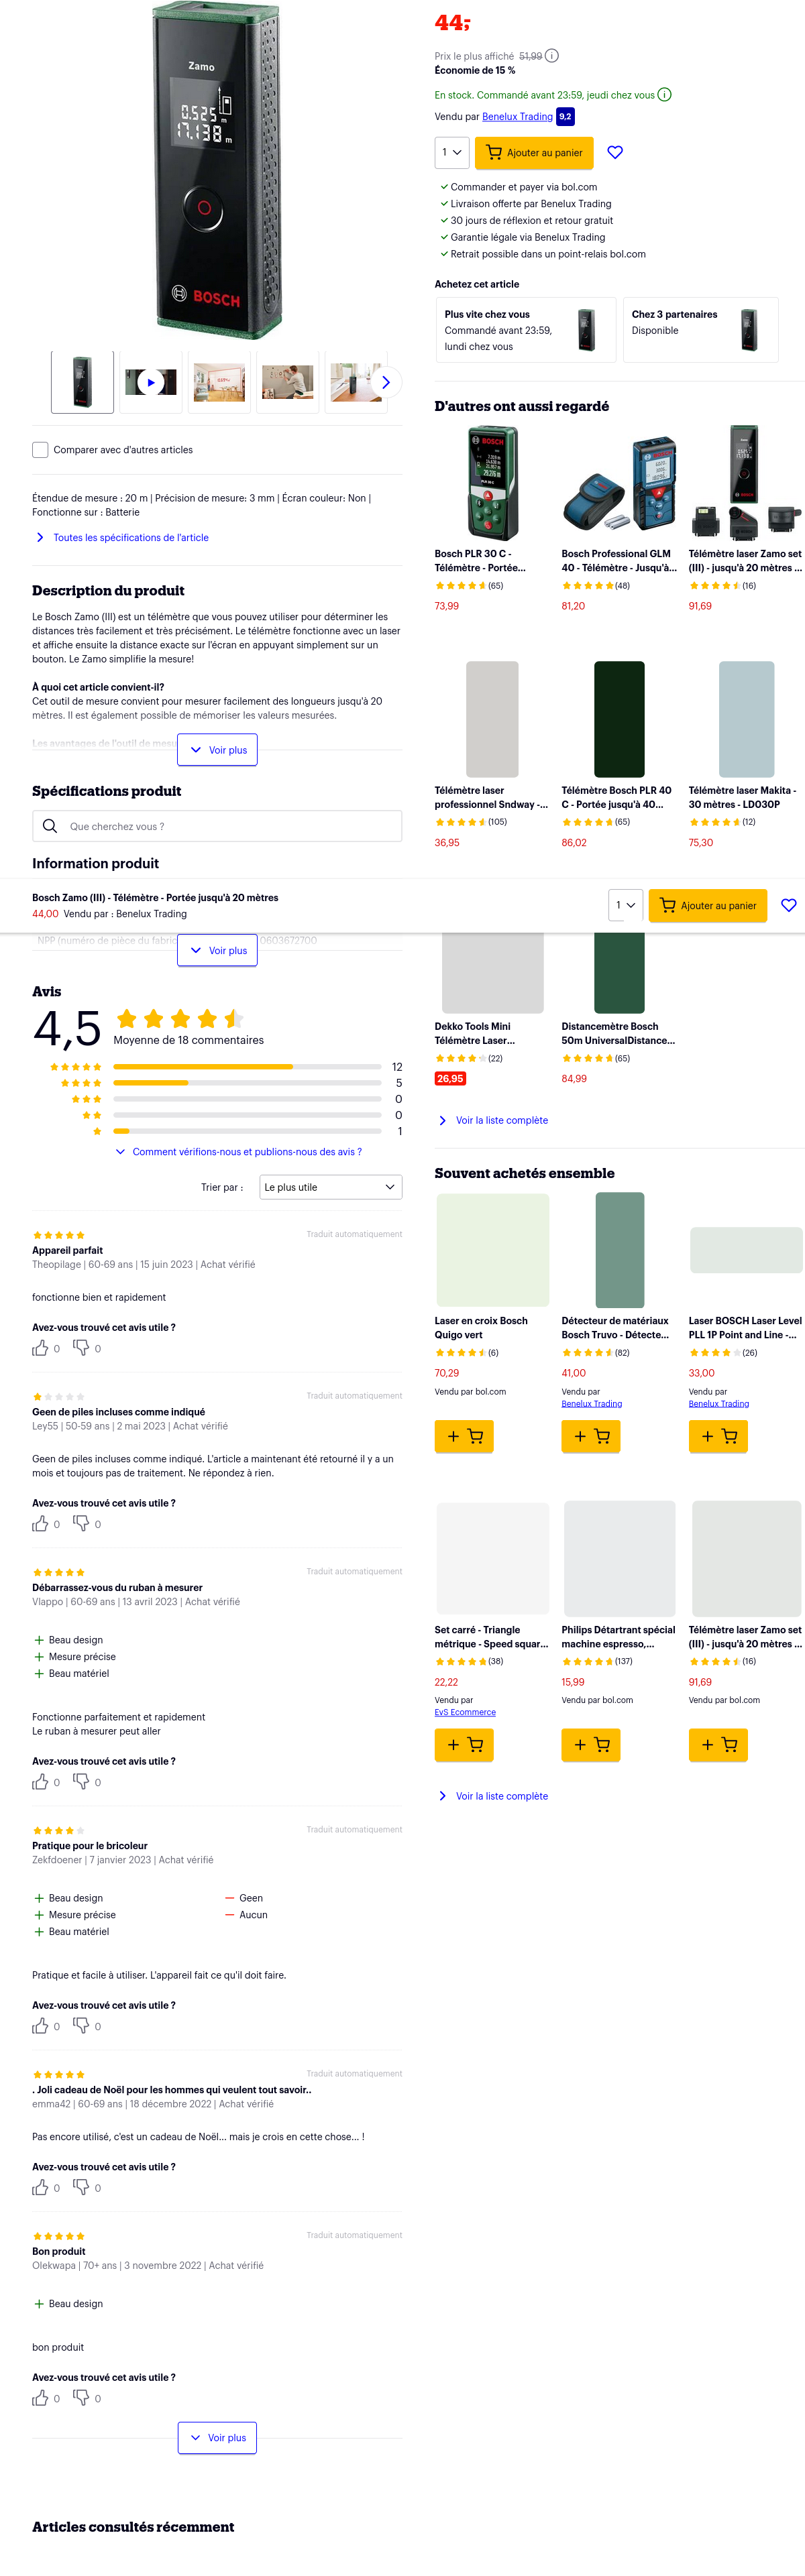 Zamo
0.525 m
17.138 m
BOSCH
Comparer avec d'autres articles
Étendue de mesure : 20 m | Précision de mesure: 3 mm | Écran couleur: Non |
Fonctionne sur : Batterie
Toutes les spécifications de l'article
Description du produit
Le Bosch Zamo (III) est un télémètre que vous pouvez utiliser pour déterminer les
distances très facilement et très précisément. Le télémètre fonctionne avec un laser
et affiche ensuite la distance exacte sur l'écran en appuyant simplement sur un
bouton. Le Zamo simplifie la mesure!
À quoi cet article convient-il?
Cet outil de mesure convient pour mesurer facilement des longueurs jusqu'à 20
mètres. Il est également possible de mémoriser les valeurs mesurées.
Les avantages de l'outil de mesu
Voir plus
Spécifications produit
Que cherchez vous ?
Information produit
44,-
Prix le plus affiché 51,99
Économie de 15 %
En stock. Commandé avant 23:59, jeudi chez vous
Vendu par Benelux Trading 9,2
1
Ajouter au panier
Commander et payer via bol.com
Livraison offerte par Benelux Trading
30 jours de réflexion et retour gratuit
Garantie légale via Benelux Trading
Retrait possible dans un point-relais bol.com
Achetez cet article
Plus vite chez vous
Commandé avant 23:59,
lundi chez vous
Chez 3 partenaires
Disponible
D'autres ont aussi regardé
Bosch PLR 30 C -
Télémètre - Portée...
(65)
73,99
Bosch Professional GLM
40 - Télémètre - Jusqu'à...
(48)
81,20
Télémètre laser Zamo set
(III) - jusqu'à 20 mètres ...
(16)
91,69
Télémètre laser
professionnel Sndway -...
(105)
36,95
Télémètre Bosch PLR 40
C - Portée jusqu'à 40...
(65)
86,02
Télémètre laser Makita -
30 mètres - LD030P
(12)
75,30
Bosch Zamo (III) - Télémètre - Portée jusqu'à 20 mètres
44,00 Vendu par : Benelux Trading
1
Ajouter au panier
NPP (numéro de pièce du fabric
0603672700
Voir plus
Avis
4,5
Moyenne de 18 commentaires
12
5
0
0
1
Comment vérifions-nous et publions-nous des avis ?
Trier par :
Le plus utile
Traduit automatiquement
Appareil parfait
Theopilage | 60-69 ans | 15 juin 2023 | Achat vérifié
fonctionne bien et rapidement
Avez-vous trouvé cet avis utile ?
0 0
Traduit automatiquement
Geen de piles incluses comme indiqué
Ley55 | 50-59 ans | 2 mai 2023 | Achat vérifié
Geen de piles incluses comme indiqué. L'article a maintenant été retourné il y a un
mois et toujours pas de traitement. Ne répondez à rien.
Avez-vous trouvé cet avis utile ?
0 0
Traduit automatiquement
Débarrassez-vous du ruban à mesurer
Vlappo | 60-69 ans | 13 avril 2023 | Achat vérifié
Beau design
Mesure précise
Beau matériel
Fonctionne parfaitement et rapidement
Le ruban à mesurer peut aller
Avez-vous trouvé cet avis utile ?
0 0
Traduit automatiquement
Pratique pour le bricoleur
Zekfdoener | 7 janvier 2023 | Achat vérifié
Beau design
Mesure précise
Beau matériel
Geen
Aucun
Pratique et facile à utiliser. L'appareil fait ce qu'il doit faire.
Avez-vous trouvé cet avis utile ?
0 0
Traduit automatiquement
. Joli cadeau de Noël pour les hommes qui veulent tout savoir..
emma42 | 60-69 ans | 18 décembre 2022 | Achat vérifié
Pas encore utilisé, c'est un cadeau de Noël... mais je crois en cette chose... !
Avez-vous trouvé cet avis utile ?
0 0
Traduit automatiquement
Bon produit
Olekwapa | 70+ ans | 3 novembre 2022 | Achat vérifié
Beau design
bon produit
Avez-vous trouvé cet avis utile ?
0 0
Voir plus
Dekko Tools Mini
Télémètre Laser...
(22)
26,95
Distancemètre Bosch
50m UniversalDistance...
(65)
84,99
Voir la liste complète
Souvent achetés ensemble
Laser en croix Bosch
Quigo vert
(6)
70,29
Vendu par bol.com
Détecteur de matériaux
Bosch Truvo - Détecte...
(82)
41,00
Vendu par
Benelux Trading
Laser BOSCH Laser Level
PLL 1P Point and Line -...
(26)
33,00
Vendu par
Benelux Trading
Set carré - Triangle
métrique - Speed squar...
(38)
22,22
Vendu par
EvS Ecommerce
Philips Détartrant spécial
machine espresso,...
(137)
15,99
Vendu par bol.com
Télémètre laser Zamo set
(III) - jusqu'à 20 mètres ...
(16)
91,69
Vendu par bol.com
Voir la liste complète
Articles consultés récemment